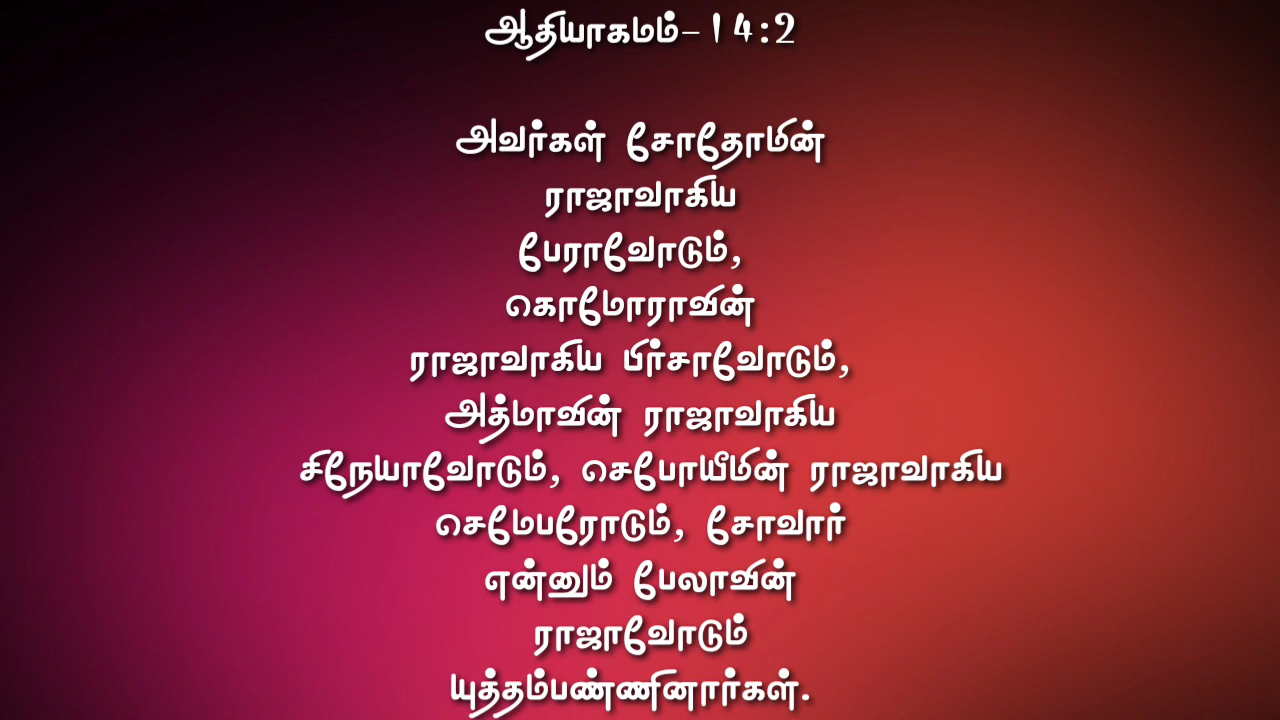 ஆதியாகமம்-14:2
அவர்கள் சோதோமின்
ராஜாவாகிய
பேராவோடும்,
கொமோராவின்
ராஜாவாகிய பிர்சாவோடும்,
அத்மாவின் ராஜாவாகிய
சிநேயாவோடும், செபோயீமின் ராஜாவாகிய
செமேபரோடும், சோவார்
என்னும் பேலாவின்
ராஜாவோடும்
யுத்தம்பண்ணினார்கள்.